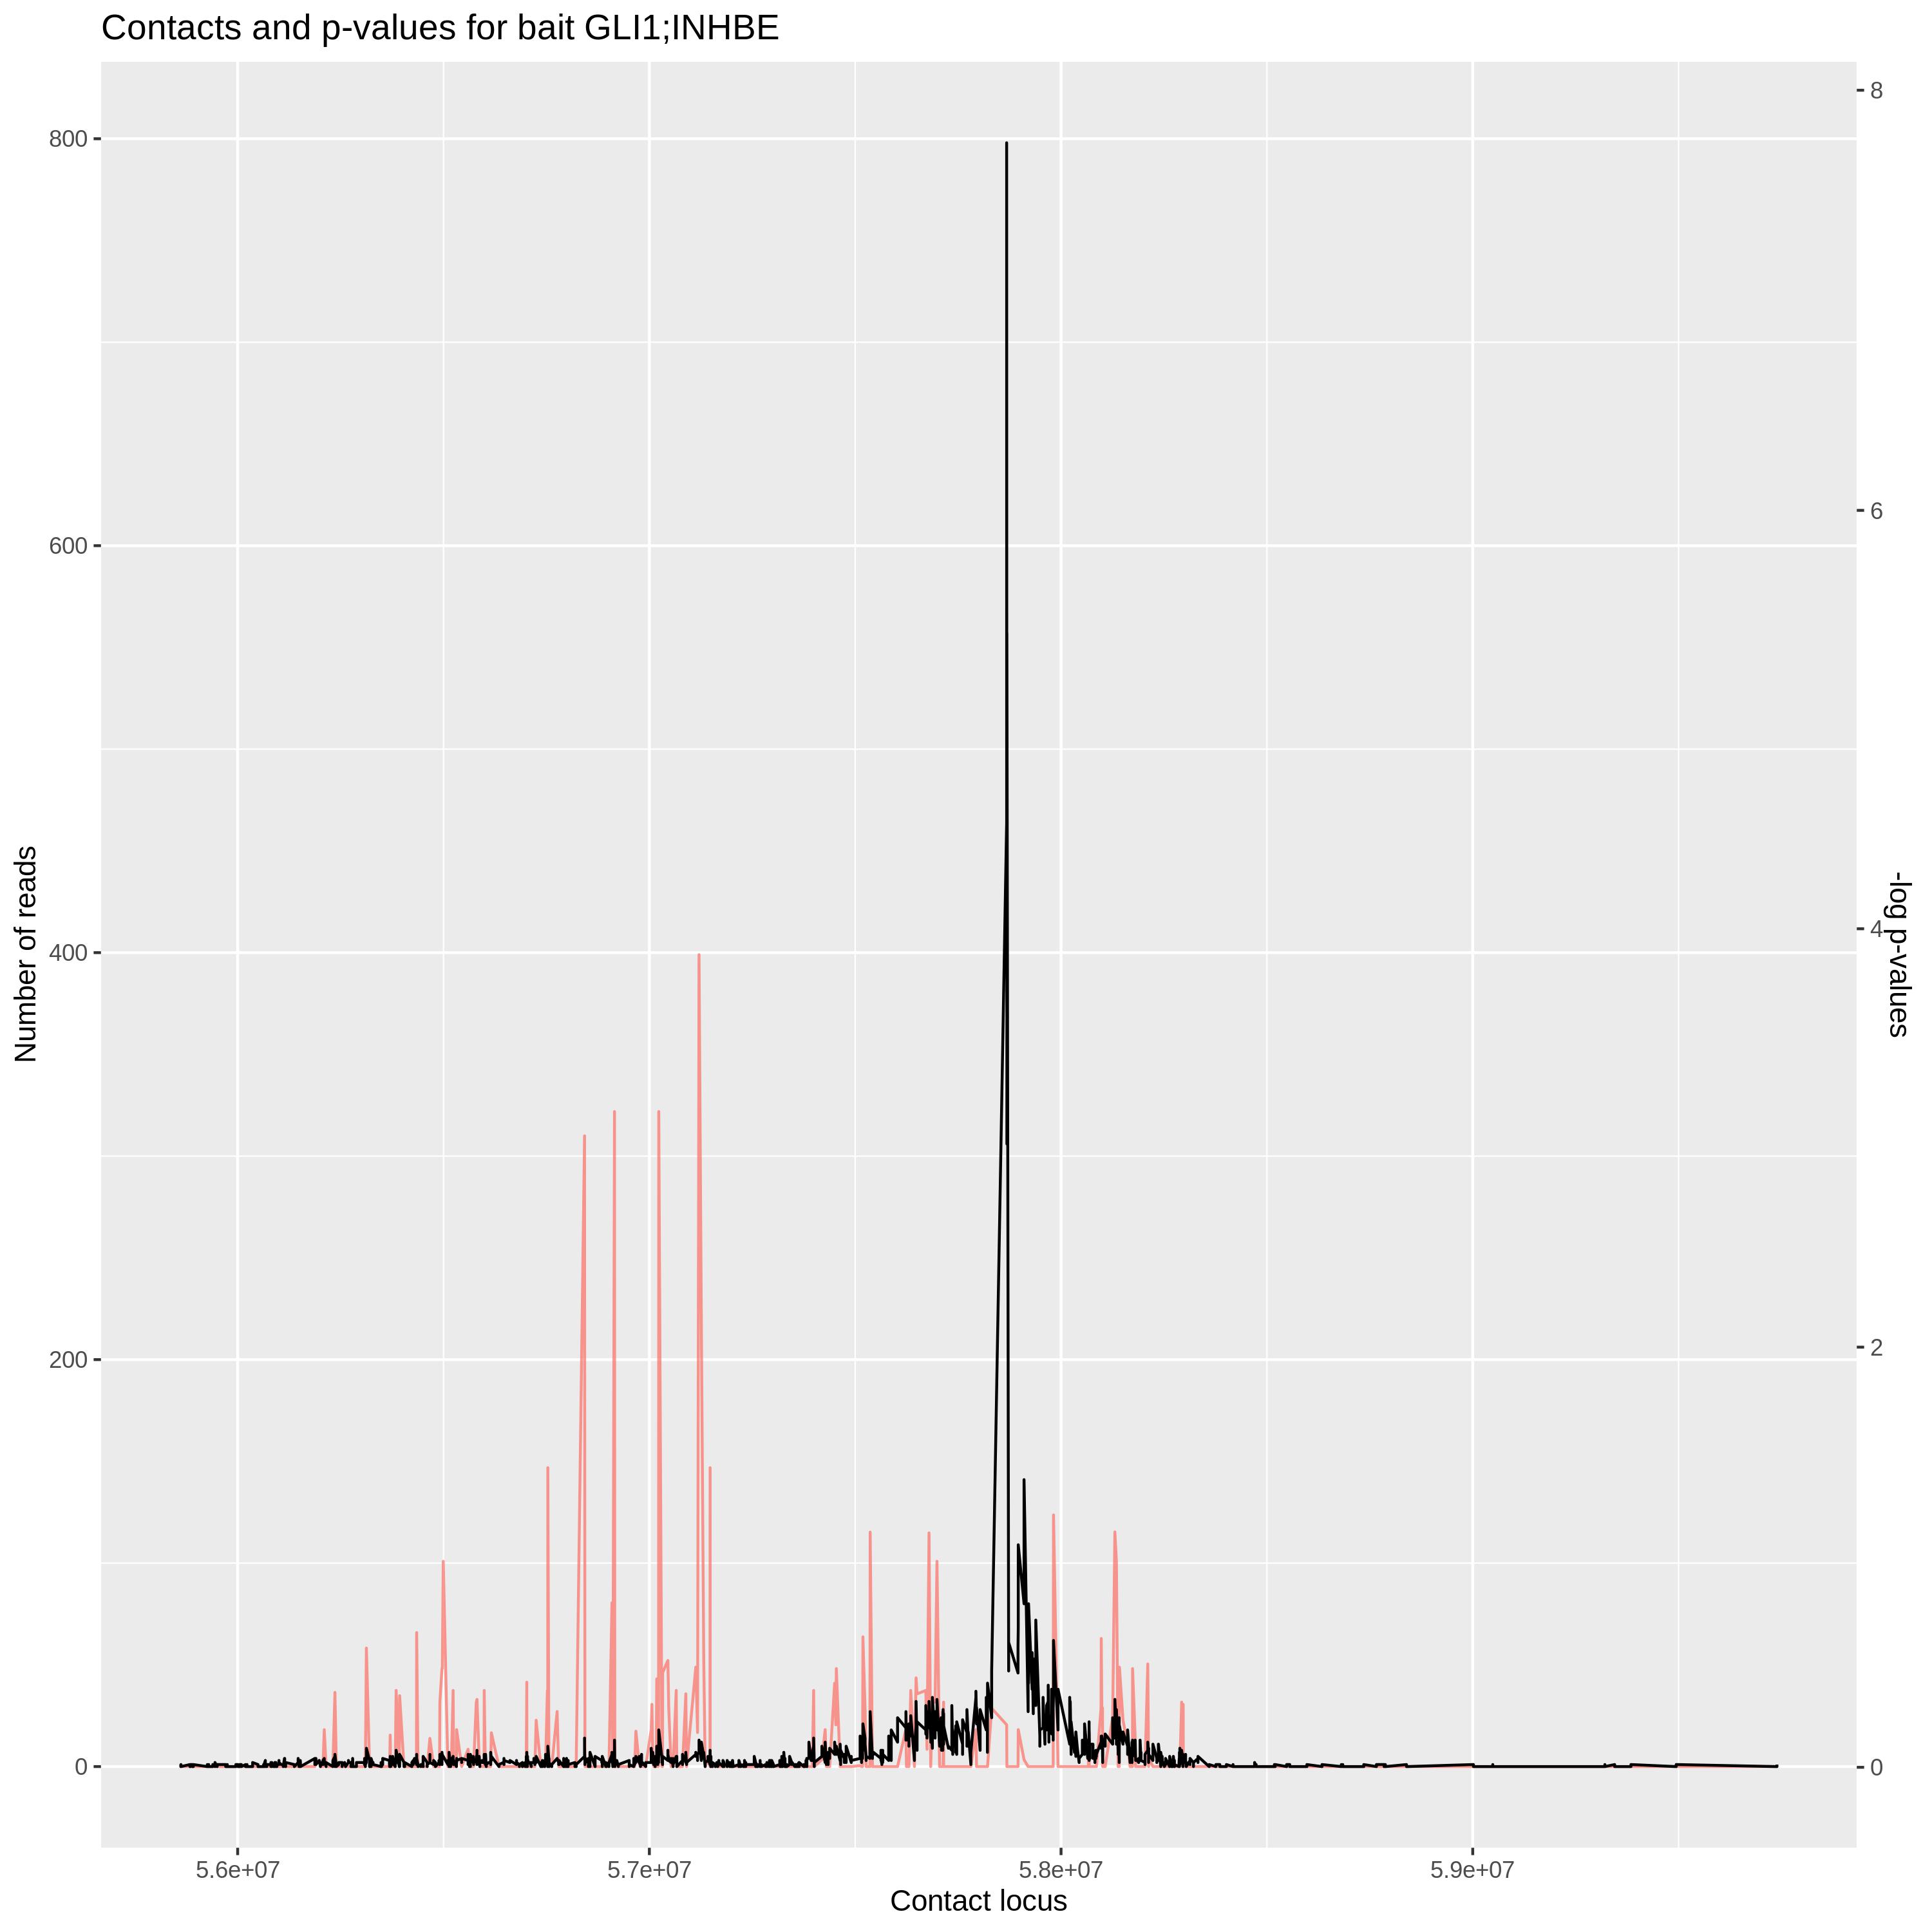 Contacts and p-values for bait GLI1;INHBE
800
600
400
200
0
Number of reads
8
6
4
2
0
-log p-values
5.6e+07
5.7e+07
5.8e+07
5.9e+07
Contact locus